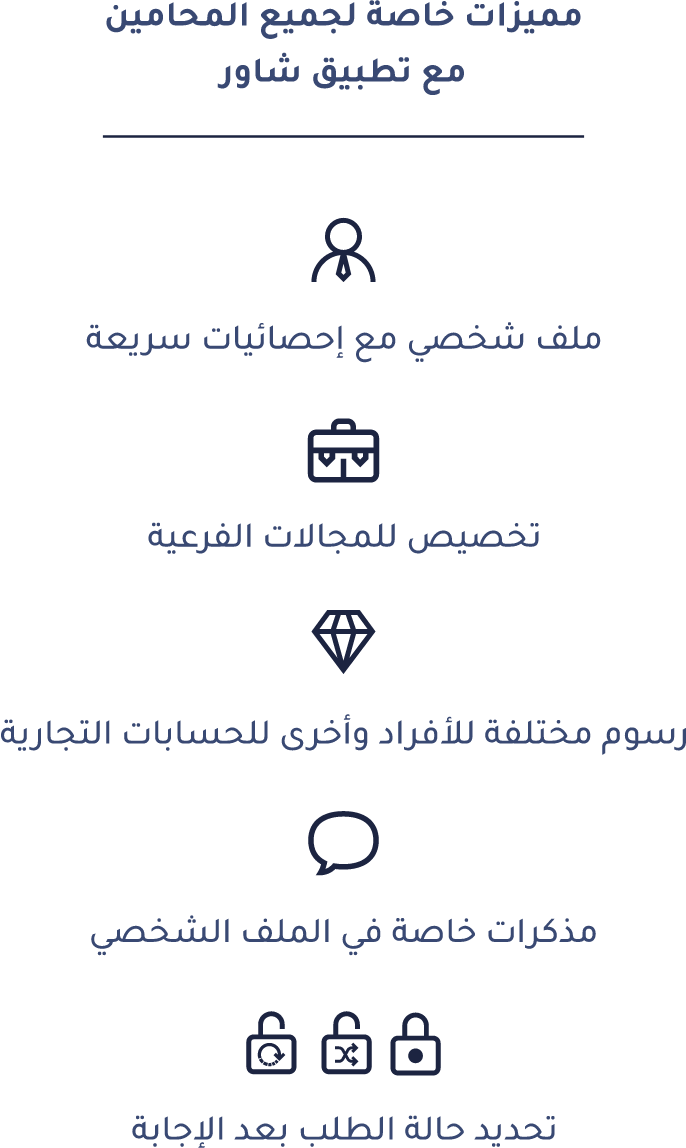 مميزات خاصة لجميع المحامين
مع تطبيق شاور
ملف شخصي مع إحصائيات سريعة
تخصيص للمجالات الفرعية
رسوم مختلفة للأفراد وأخرى للحسابات التجارية
مذكرات خاصة في الملف الشخصي
تحديد حالة الطلب بعد الإجابة